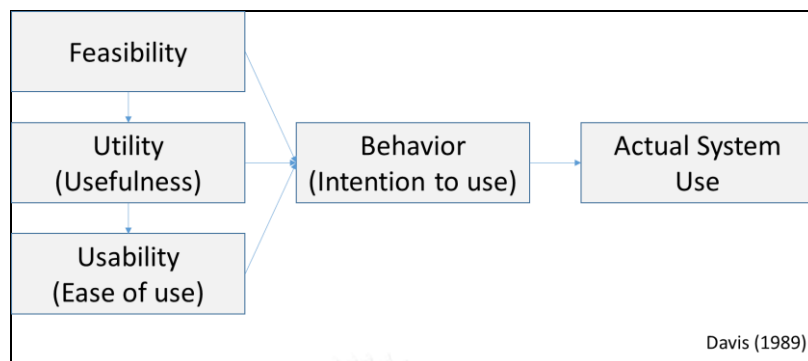 Feasibility
Utility
(Usefulness)
Usability
(Ease of use)
Behavior
(Intention to use)
Actual System
Use
Davis (1989)